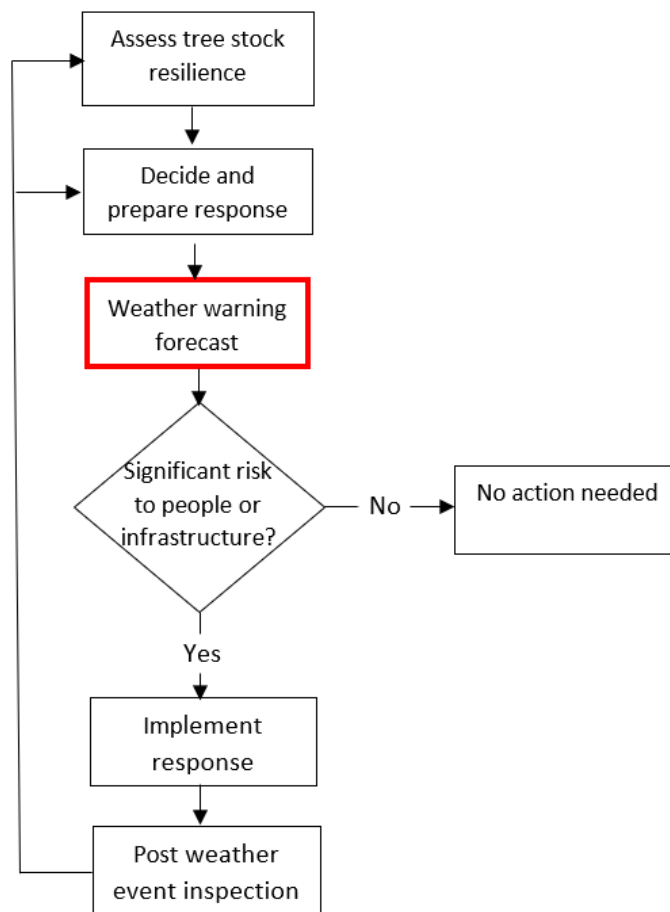 Assess tree stock
resilience
Decide and
prepare response
Weather warning
forecast
Significant risk
to people or
infrastructure?
No
No action needed
Yes
Implement
response
Post weather
event inspection